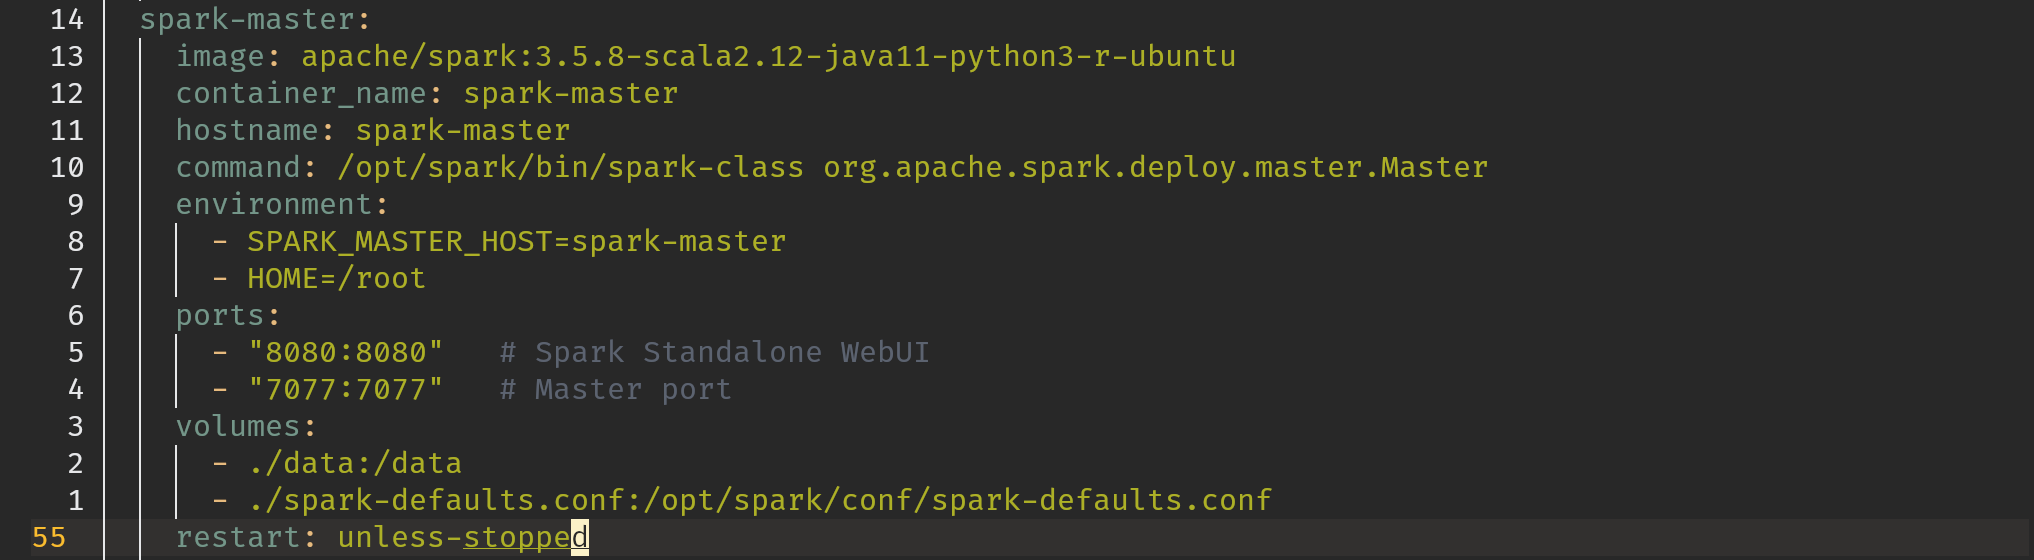 14 spark-master:
13 image: apache/spark:3.5.8-scala2.12-java11-python3-r-ubuntu
12 container_name: spark-master
11 hostname: spark-master
10 command: /opt/spark/bin/spark-class org.apache.spark.deploy.master.Master
9 environment:
8 - SPARK_MASTER_HOST=spark-master
7 - HOME=/root
6 ports:
5 - "8080:8080" # Spark Standalone WebUI
4 - "7077:7077" # Master port
3 volumes:
2 - ./data:/data
1 - ./spark-defaults.conf:/opt/spark/conf/spark-defaults.conf
55 restart: unless-stopped